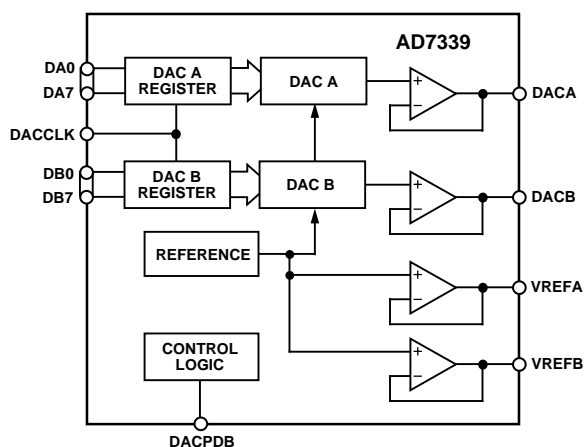 AD7339
DA0
DA7
DAC A
REGISTER
DAC A
+
−
DACA
DACCLK
DB0
DB7
DAC B
REGISTER
DAC B
+
−
DACB
REFERENCE
+
−
VREFA
CONTROL
LOGIC
+
−
VREFB
DACPDB